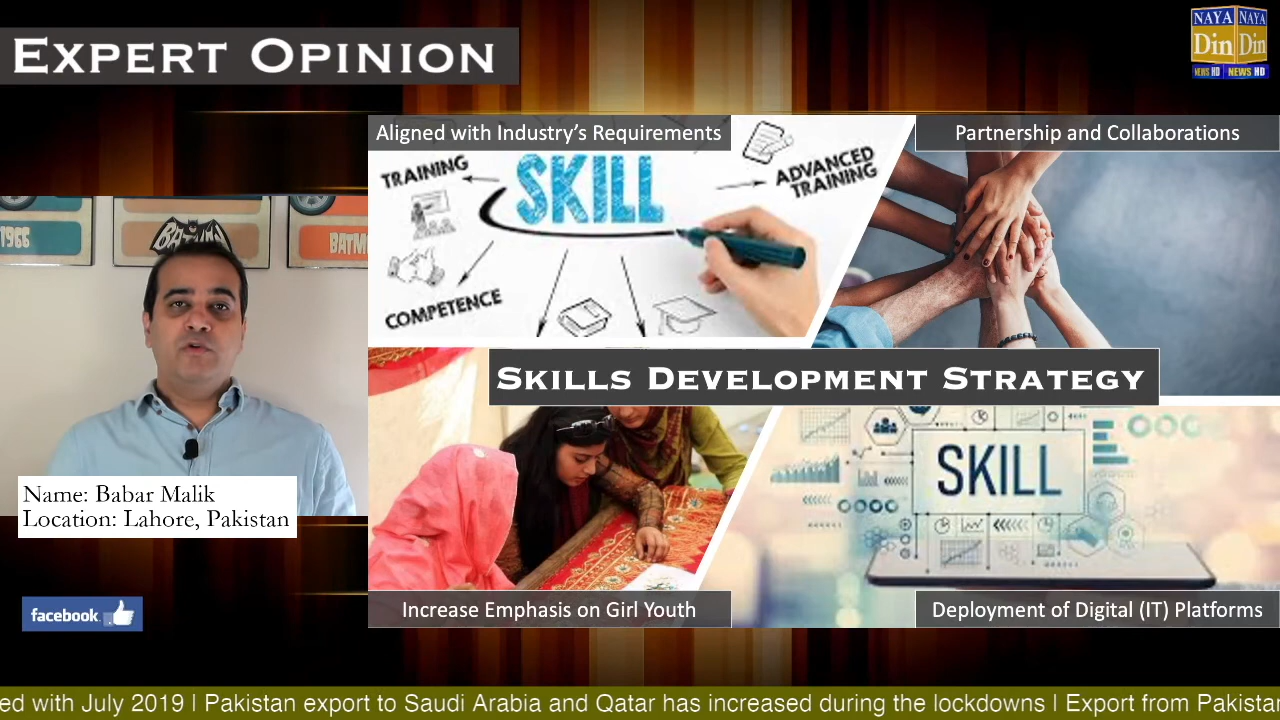 EXPERT OPINION
NAYA NAYA
Din Din
NEWS HD NEWS HD
Aligned with Industry's Requirements
Partnership and Collaborations
TRAINING
SKILL
ADVANCED
TRAINING
COMPETENCE
1966
BATMAN
BATM
SKILLS DEVELOPMENT STRATEGY
SKILL
Name: Babar Malik
Location: Lahore, Pakistan
facebook
Increase Emphasis on Girl Youth
Deployment of Digital (IT) Platforms
ed with July 2019 | Pakistan export to Saudi Arabia and Qatar has increased during the lockdowns | Export from Pakistan